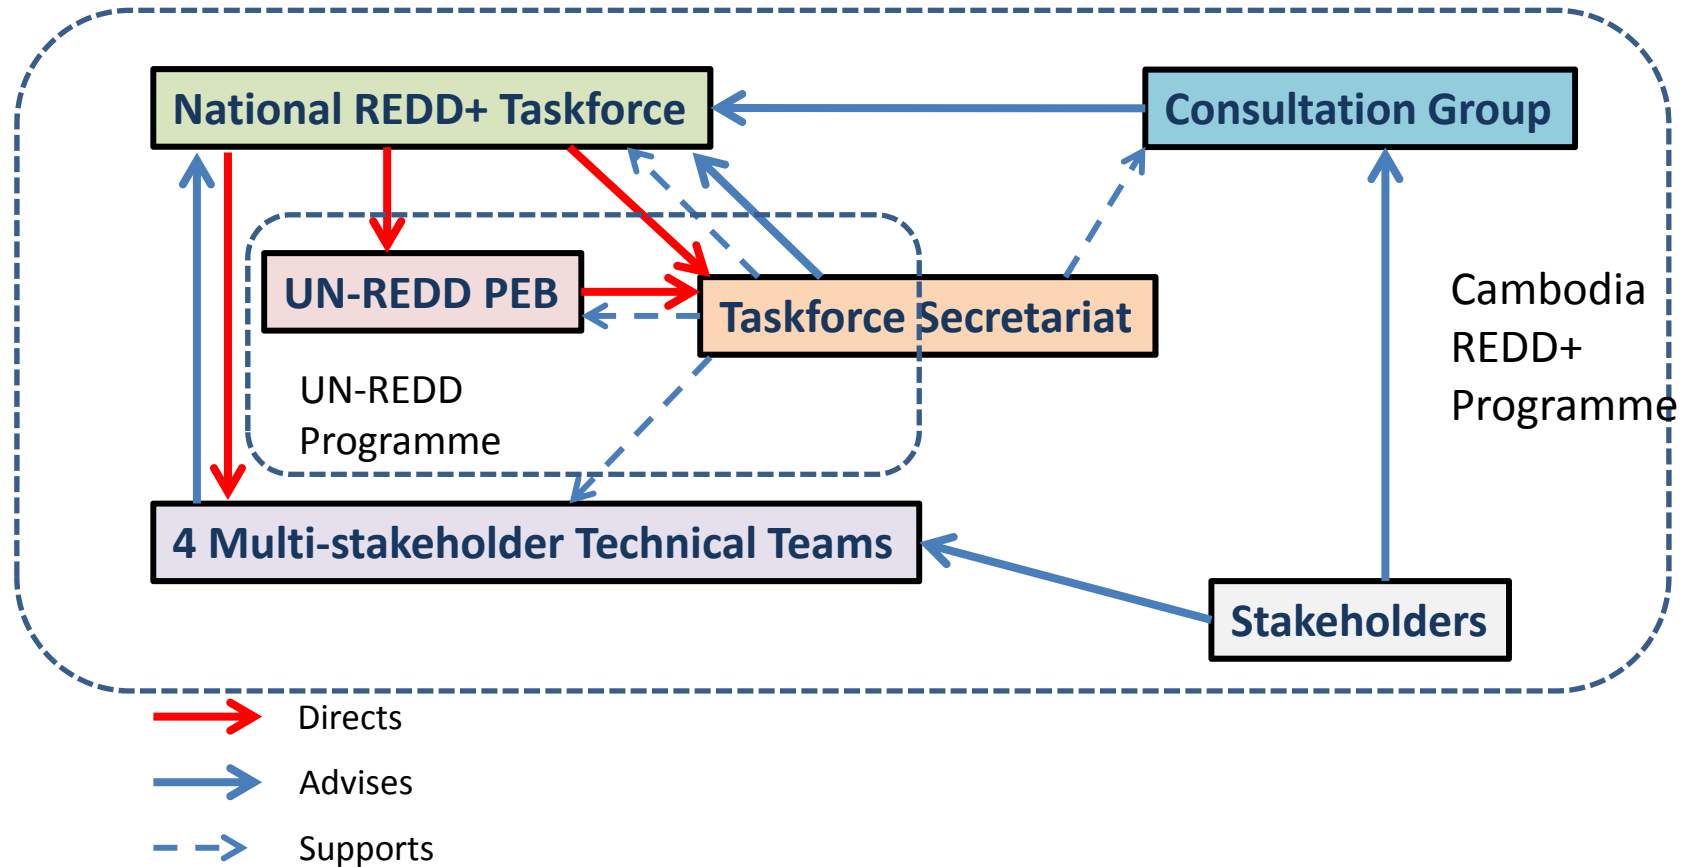 National REDD+ Taskforce
Consultation Group
UN-REDD PEB
Taskforce Secretariat
Cambodia
REDD+
Programme
UN-REDD
Programme
4 Multi-stakeholder Technical Teams
Stakeholders
Directs
Advises
Supports